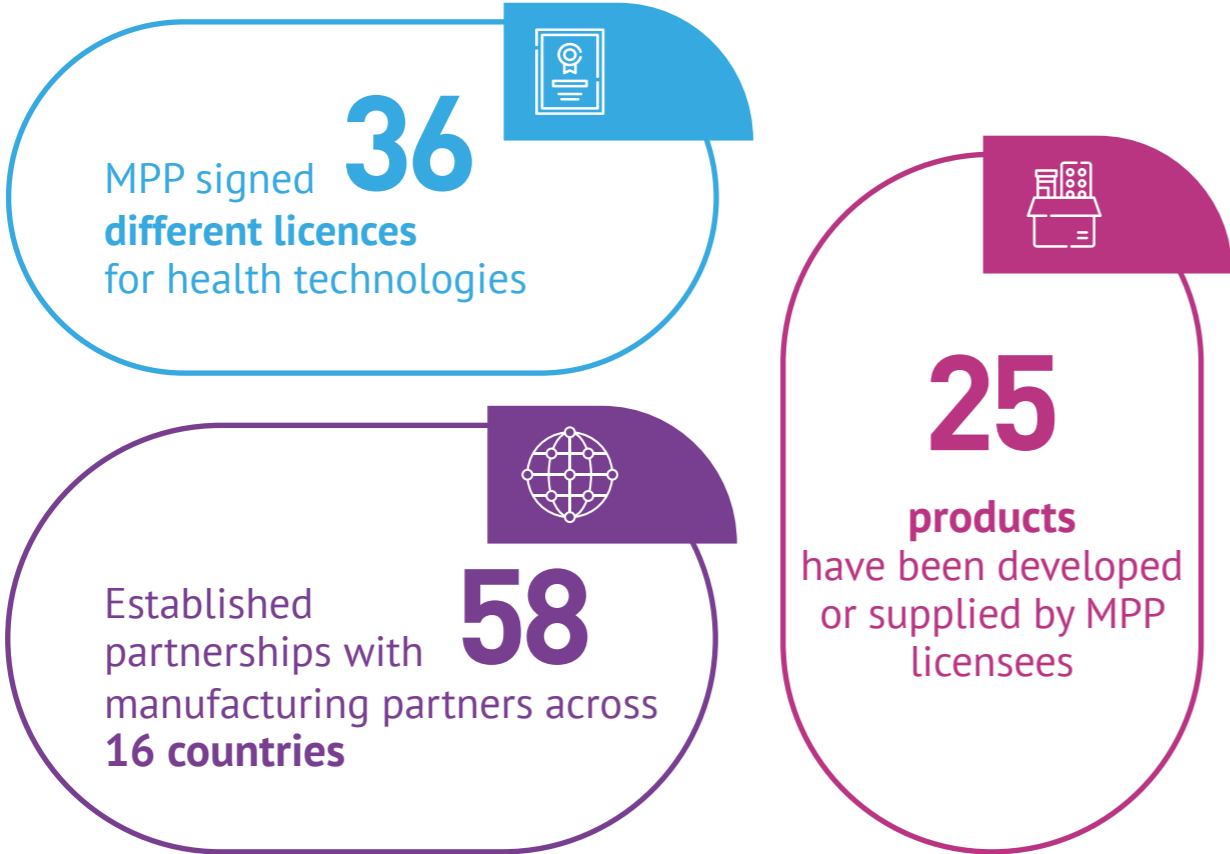 MPP signed 36
different licences
for health technologies
Established
partnerships with 58
manufacturing partners across
16 countries
25
products
have been developed
or supplied by MPP
licensees